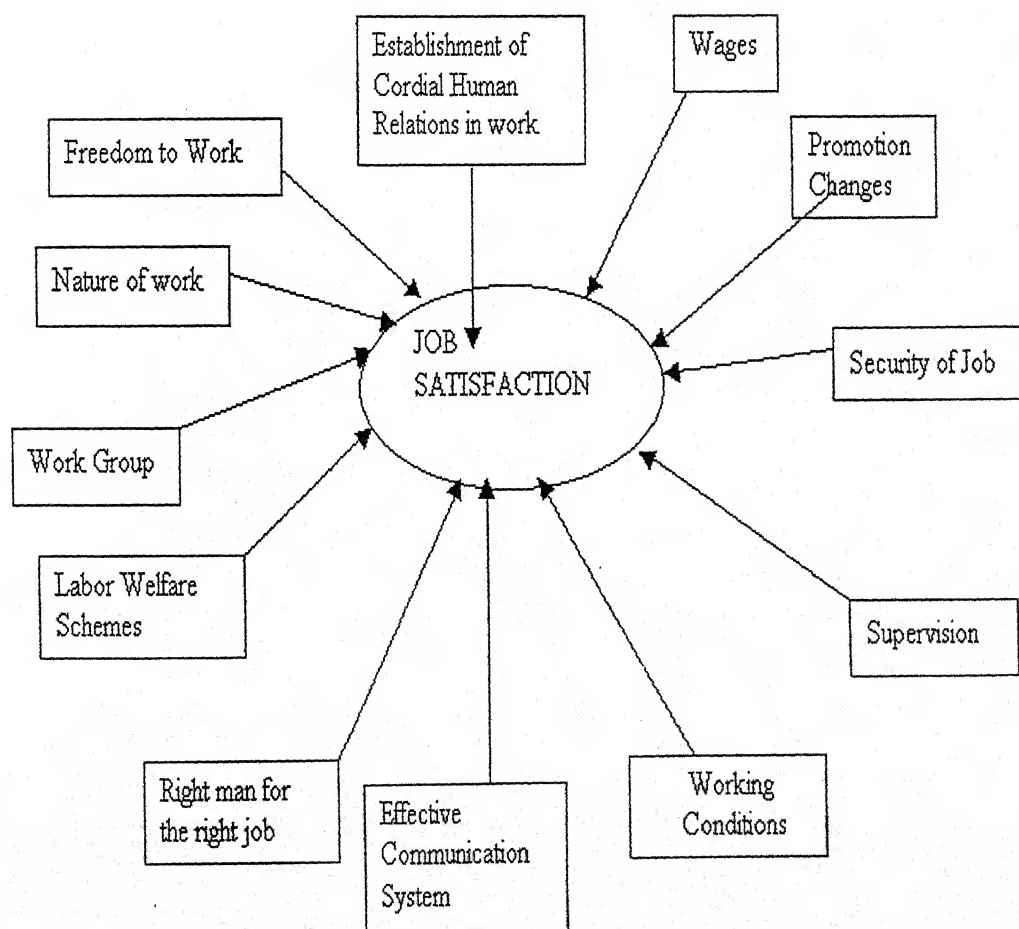 Establishment of
Cordial Human
Relations in work
Wages
Freedom to Work
Promotion
Changes
Nature of work
JOB
SATISFACTION
Security of Job
Work Group
Labor Welfare
Schemes
Supervision
Right man for
the right job
Effective
Communication
System
Working
Conditions